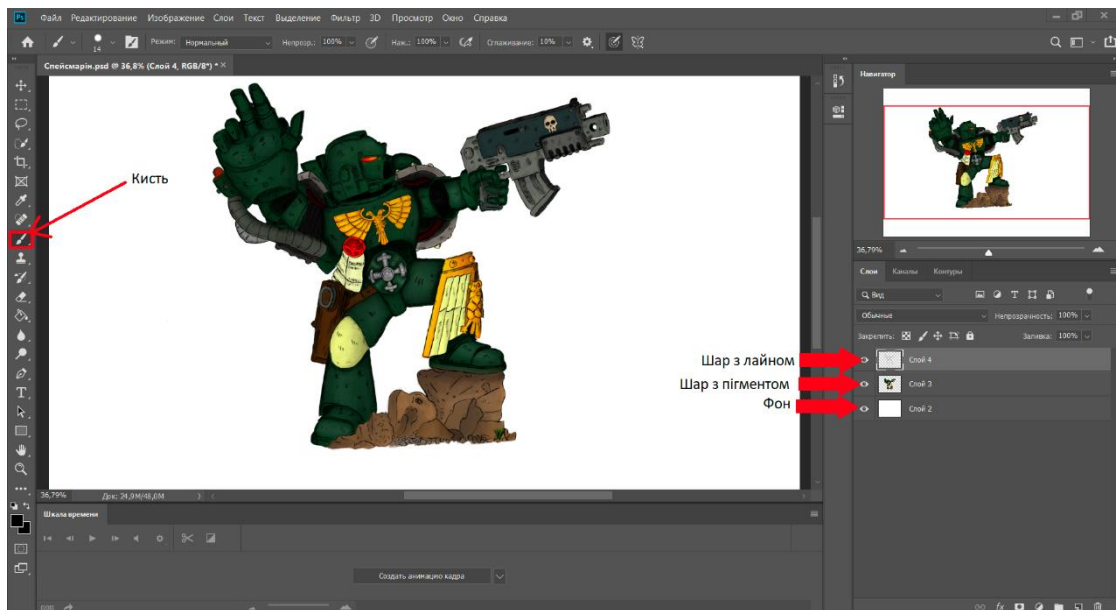 Ps Файл Редактирование Изображение Слои Текст Выделение Фильтр 3D Просмотр Окно Справка
14 Режим: Нормальный Непрозр.: 100% Наж.: 100% Сглаживание: 10%
Спейсмарін.psd @ 36,8% (Слой 4, RGB/8*) *
Навигатор
Кисть
36,79%
Слои Каналы Контуры
Вид
Обычные Непрозрачность: 100%
Закрепить: Заливка: 100%
Шар з лайном
Слой 4
Шар з пігментом
Слой 3
Фон
Слой 2
36,79% Док: 24,9M/48,0M
Шкала времени
Создать анимацию кадра
fx